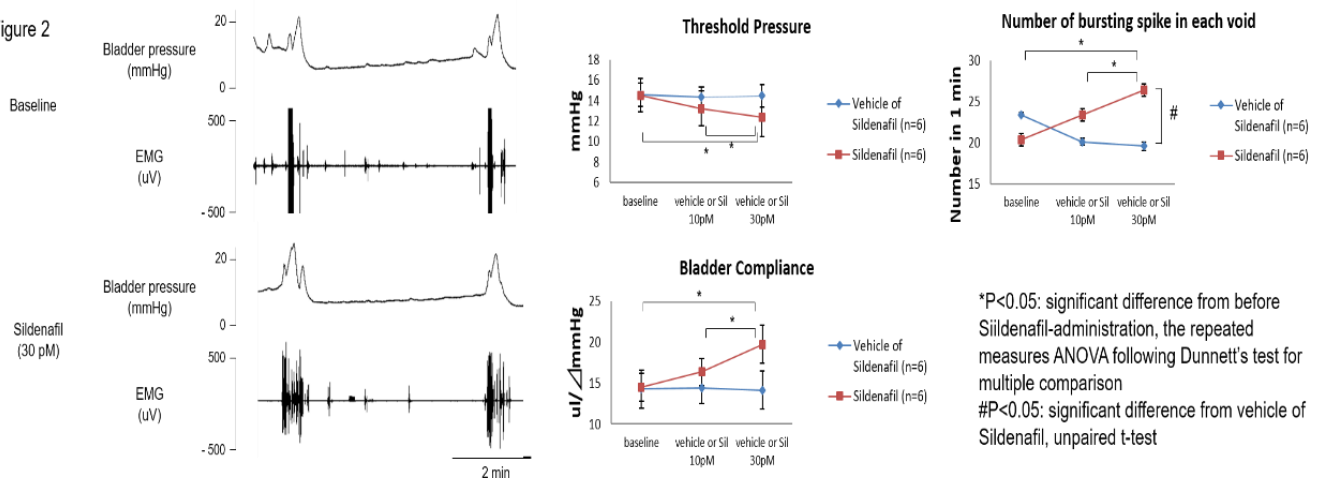 igure 2
Baseline
Bladder pressure
(mmHg)
20
0
EMG
(uV)
500
- 500
Sildenafil
(30 pM)
Bladder pressure
(mmHg)
20
0
EMG
(uV)
500
- 500
2 min
Threshold Pressure
mmHg
18
16
14
12
10
8
6
*
*
baseline
vehicle or Sil
10pM
vehicle or Sil
30pM
Vehicle of
Sildenafil (n=6)
Sildenafil (n=6)
Bladder Compliance
ul/⊿mmHg
25
20
15
10
*
*
baseline
vehicle or Sil
10pM
vehicle or Sil
30pM
Vehicle of
Sildenafil (n=6)
Sildenafil (n=6)
Number of bursting spike in each void
Number in 1 min
30
25
20
15
*
*
#
baseline
vehicle or Sil
10pM
vehicle or Sil
30pM
Vehicle of
Sildenafil (n=6)
Sildenafil (n=6)
*P<0.05: significant difference from before
Siildenafil-administration, the repeated
measures ANOVA following Dunnett's test for
multiple comparison
#P<0.05: significant difference from vehicle of
Sildenafil, unpaired t-test